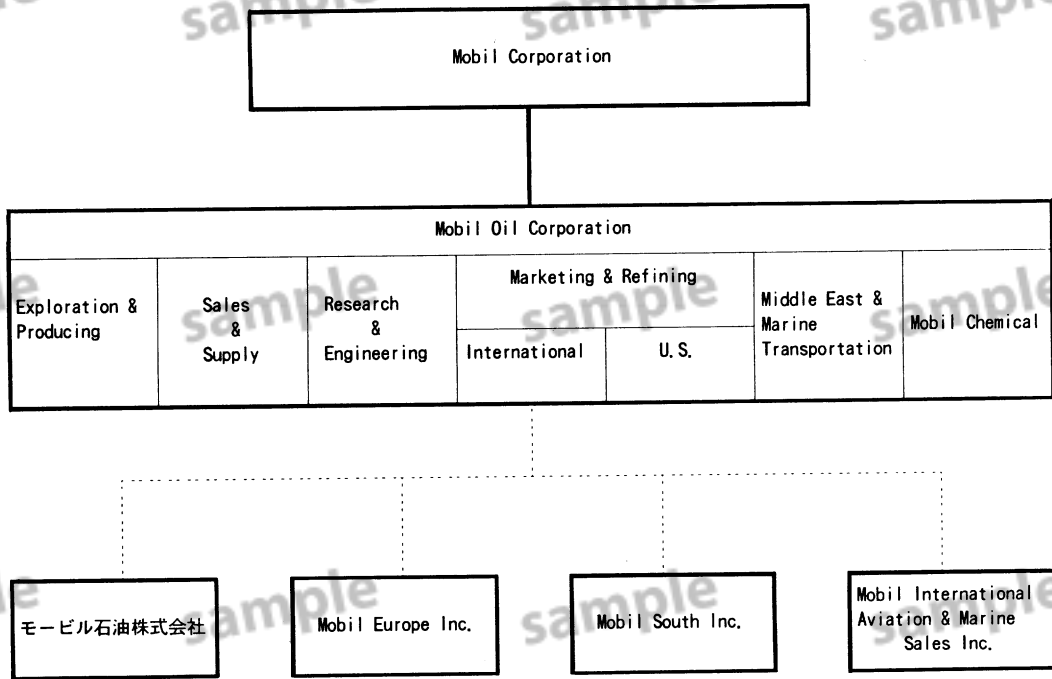 Mobil Corporation
Mobil Oil Corporation
Exploration &
Producing
Sales
&
Supply
Research
&
Engineering
Marketing & Refining
International
U.S.
Middle East &
Marine
Transportation
Mobil Chemical
モービル石油株式会社
Mobil Europe Inc.
Mobil South Inc.
Mobil International
Aviation & Marine
Sales Inc.
sample
sample
sample
sample
sample
sample
sample
sample
sample